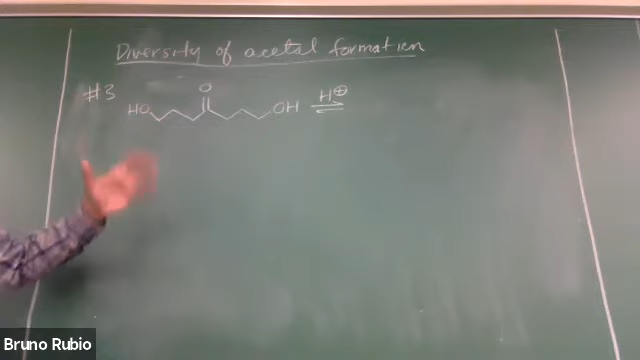 Diversity of acetal formation
#3
O
HO OH H⊕
Bruno Rubio